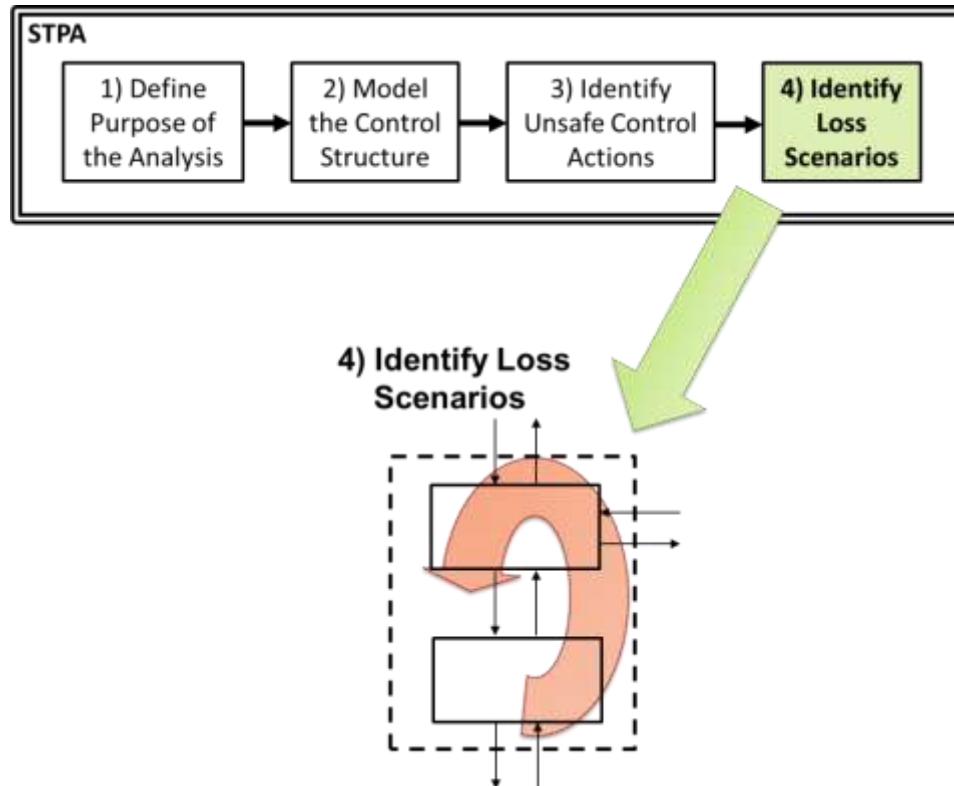 STPA
1) Define
Purpose of
the Analysis
2) Model
the Control
Structure
3) Identify
Unsafe Control
Actions
4) Identify
Loss
Scenarios
4) Identify Loss
Scenarios